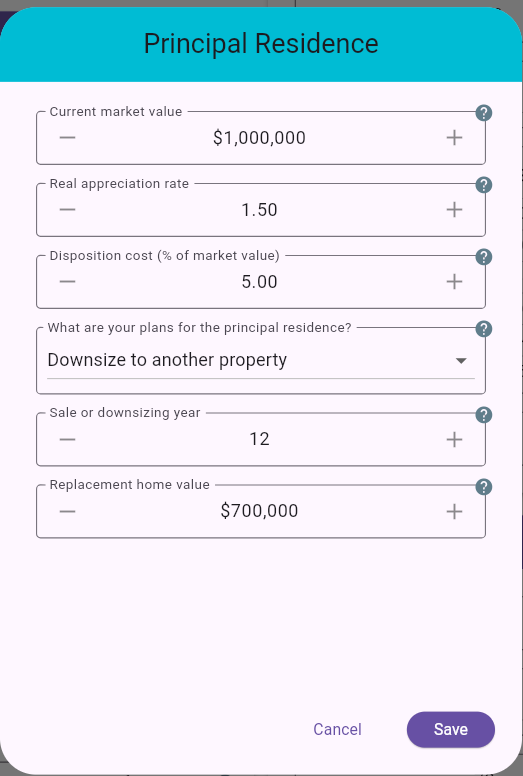 Principal Residence
Current market value
?
− $1,000,000 +
Real appreciation rate
?
− 1.50 +
Disposition cost (% of market value)
?
− 5.00 +
What are your plans for the principal residence?
?
Downsize to another property
Sale or downsizing year
?
− 12 +
Replacement home value
?
− $700,000 +
Cancel
Save